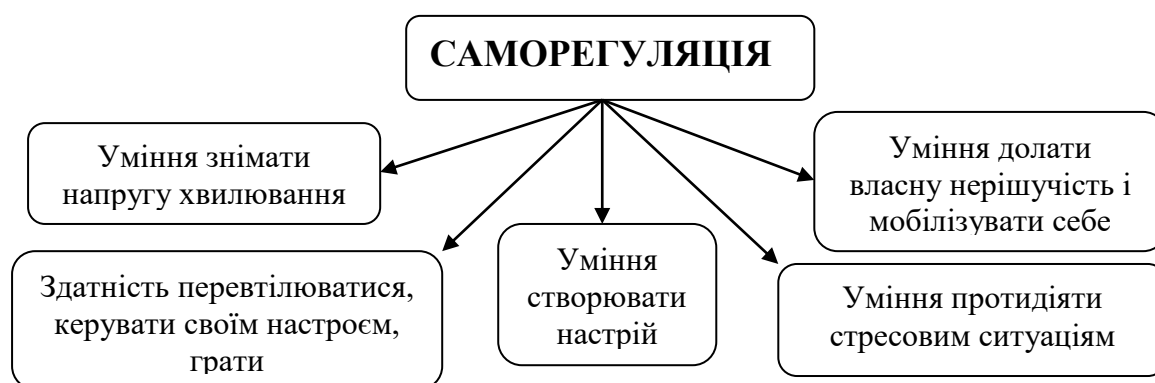 САМОРЕГУЛЯЦІЯ
Уміння знімати
напругу хвилювання
Уміння долати
власну нерішучість і
мобілізувати себе
Здатність перевтілюватися,
керувати своїм настроєм,
грати
Уміння
створювати
настрій
Уміння протидіяти
стресовим ситуаціям